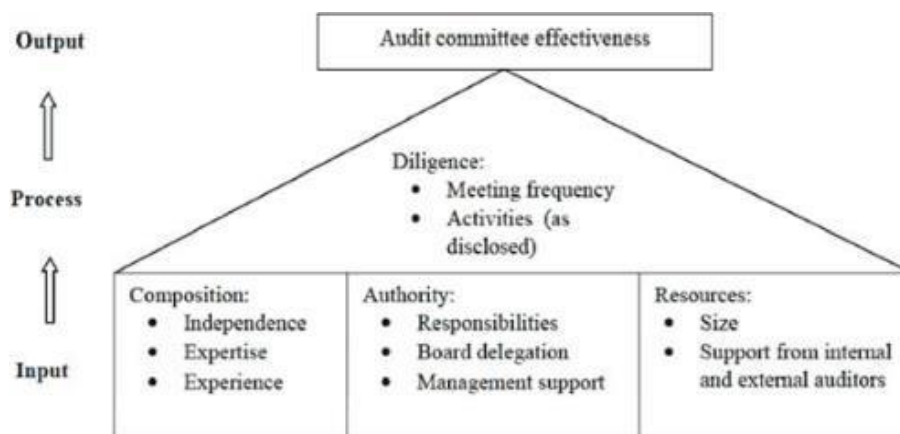 Output
Audit committee effectiveness
Process
Diligence:
• Meeting frequency
• Activities (as
disclosed)
Input
Composition:
• Independence
• Expertise
• Experience
Authority:
• Responsibilities
• Board delegation
• Management support
Resources:
• Size
• Support from internal
and external auditors